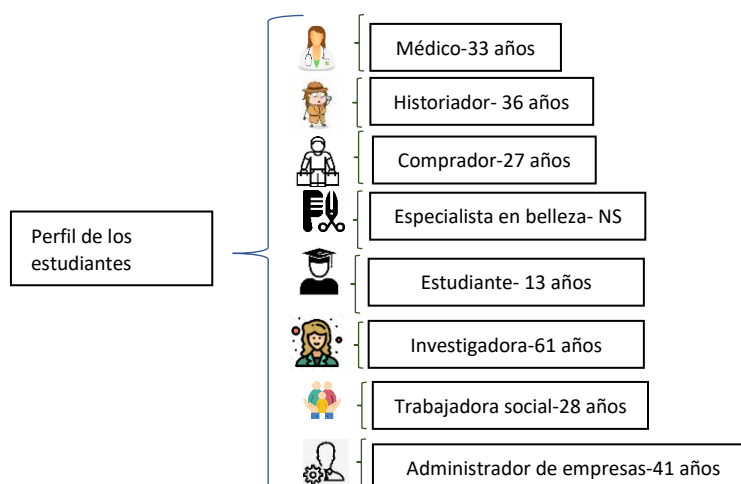 Médico-33 años
Historiador- 36 años
Comprador-27 años
Especialista en belleza- NS
Perfil de los
estudiantes
Estudiante- 13 años
Investigadora-61 años
Trabajadora social-28 años
Administrador de empresas-41 años